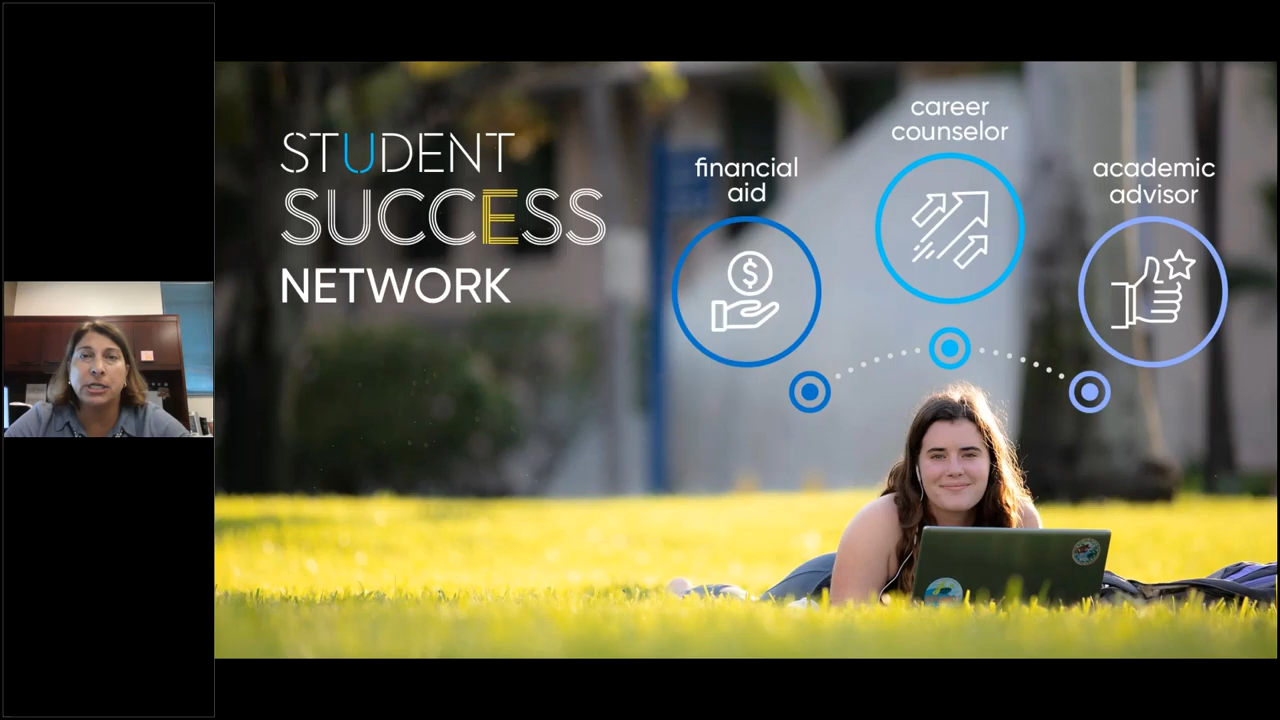 STUDENT
SUCCESS
NETWORK
financial
aid
career
counselor
academic
advisor
$